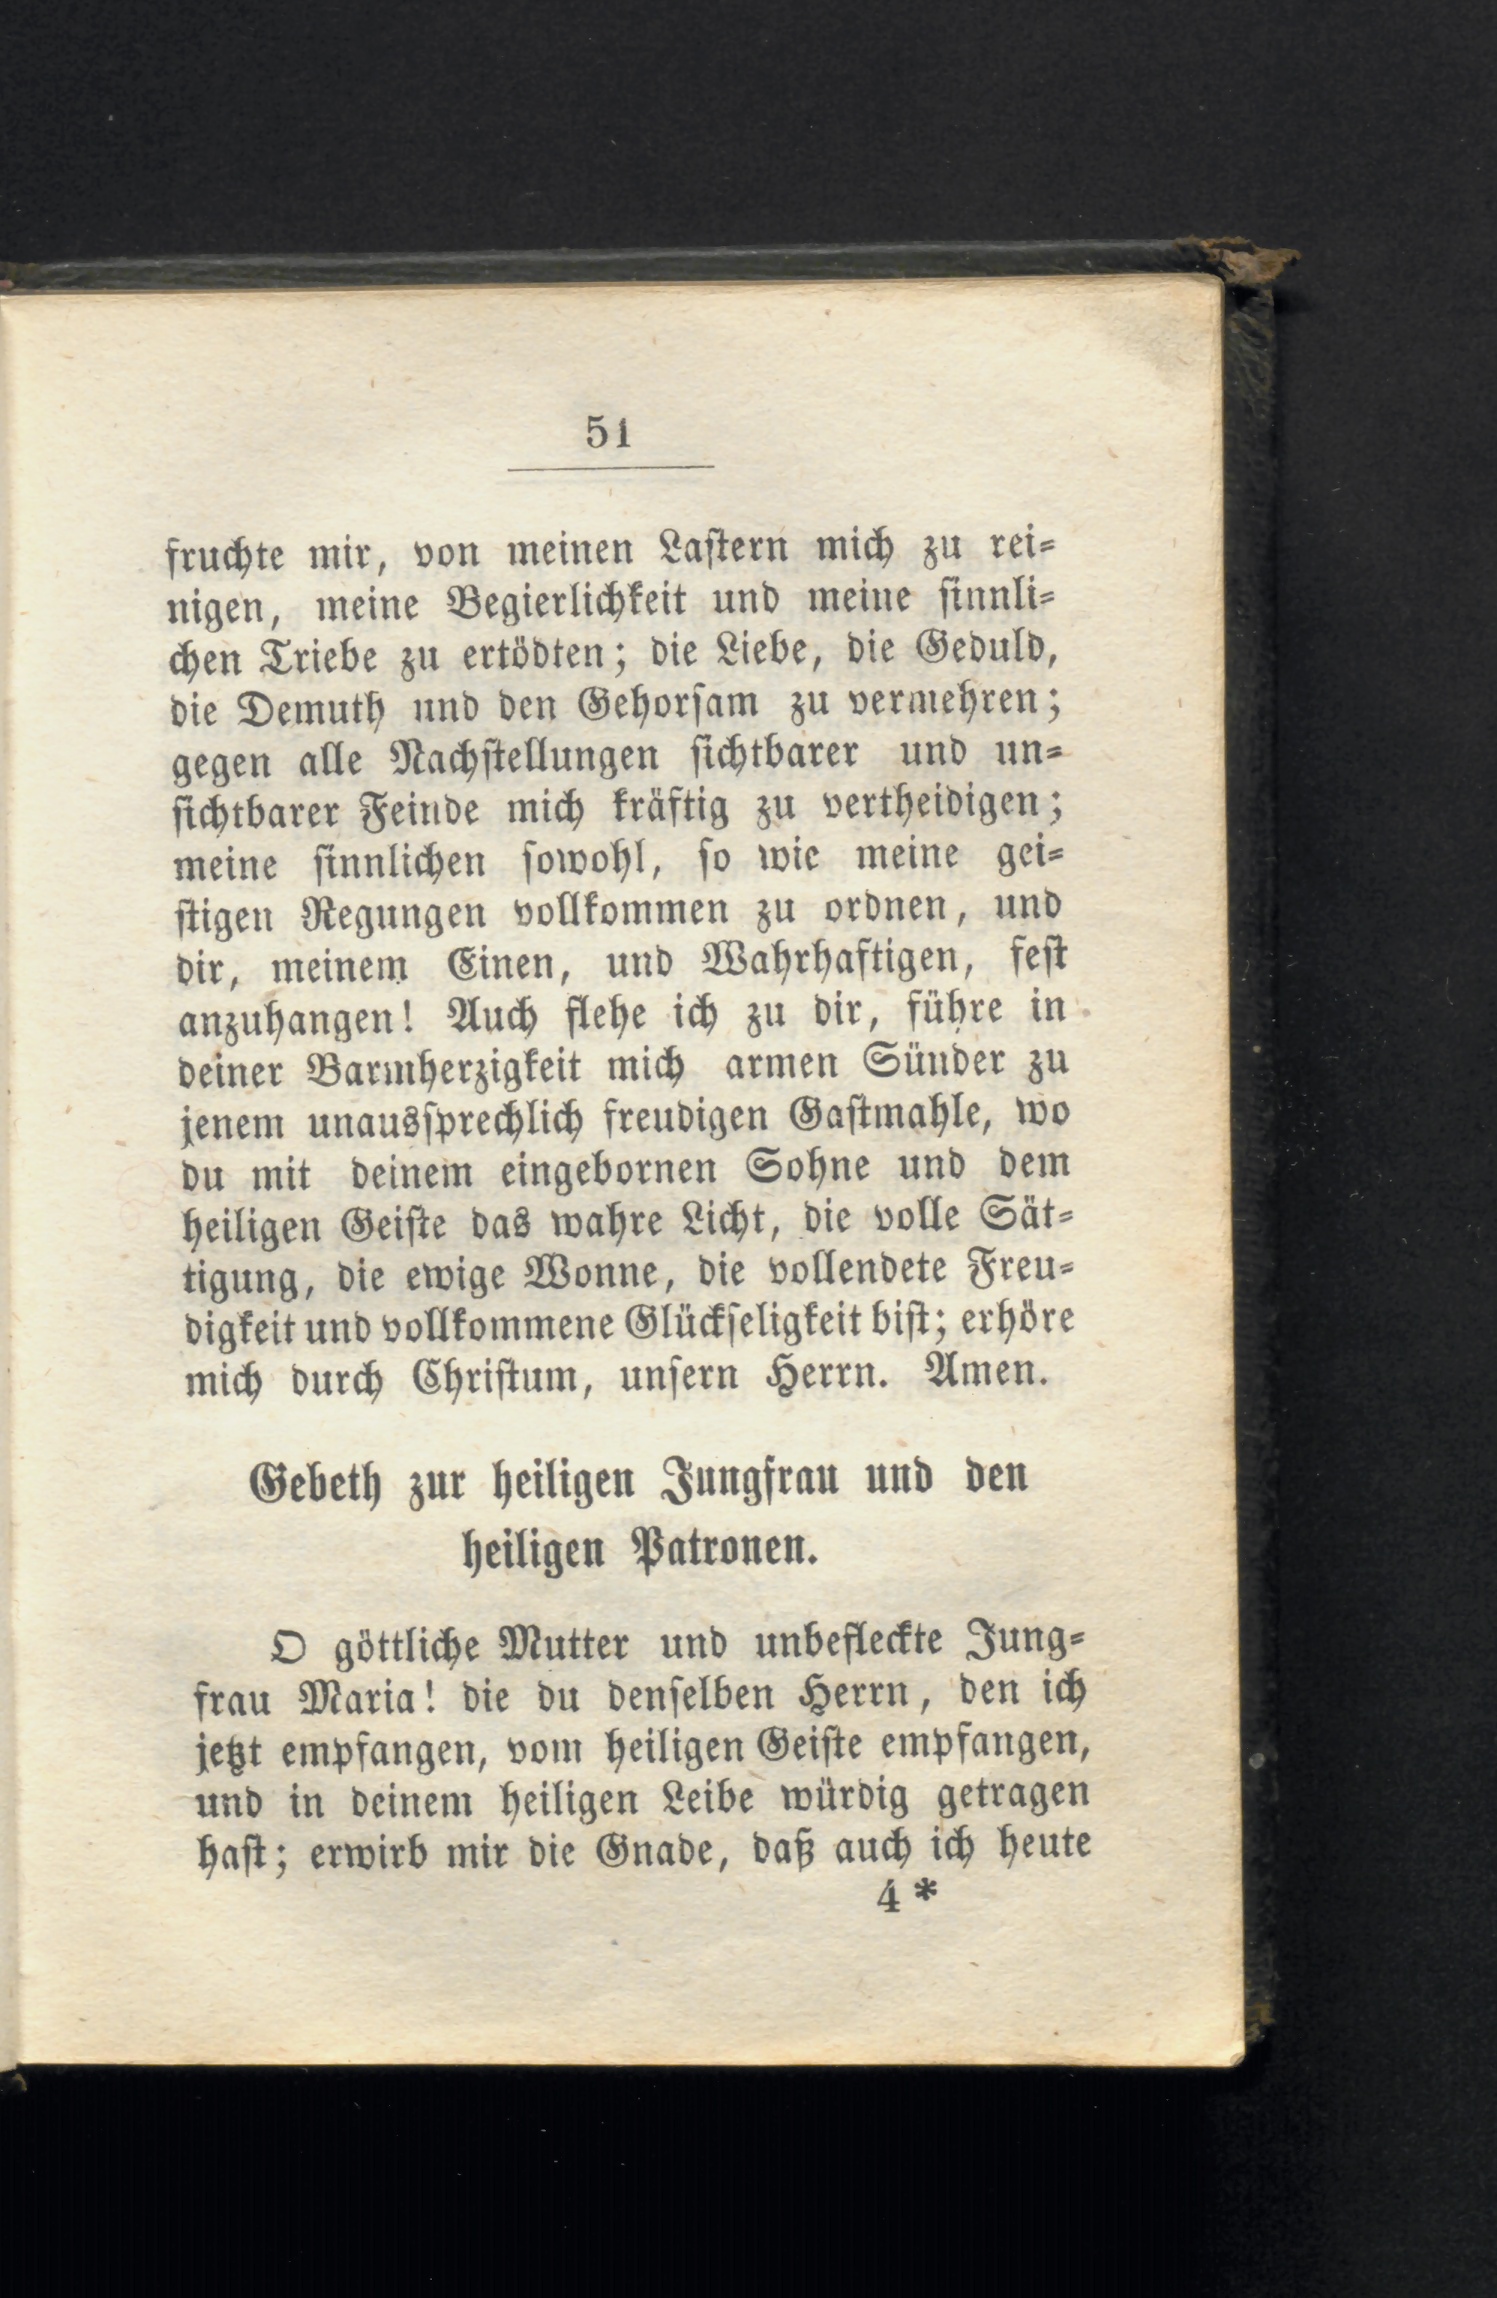 51
fruchte mir, von meinen Lastern mich zu rei-
nigen, meine Begierlichkeit und meine sinnli-
chen Triebe zu ertödten; die Liebe, die Geduld,
die Demuth und den Gehorsam zu vermehren;
gegen alle Nachstellungen sichtbarer und un-
sichtbarer Feinde mich kräftig zu vertheidigen;
meine sinnlichen sowohl, so wie meine gei-
stigen Regungen vollkommen zu ordnen, und
dir, meinem Einen, und Wahrhaftigen, fest
anzuhangen! Auch flehe ich zu dir, führe in
deiner Barmherzigkeit mich armen Sünder zu
jenem unaussprechlich freudigen Gastmahle, wo
du mit deinem eingebornen Sohne und dem
heiligen Geiste das wahre Licht, die volle Sät-
tigung, die ewige Wonne, die vollendete Freu-
digkeit und vollkommene Glückseligkeit bist; erhöre
mich durch Christum, unsern Herrn. Amen.
Gebeth zur heiligen Jungfrau und den
heiligen Patronen.
O göttliche Mutter und unbefleckte Jung-
frau Maria! die du denselben Herrn, den ich
jetzt empfangen, vom heiligen Geiste empfangen,
und in deinem heiligen Leibe würdig getragen
hast; erwirb mir die Gnade, daß auch ich heute
4 *